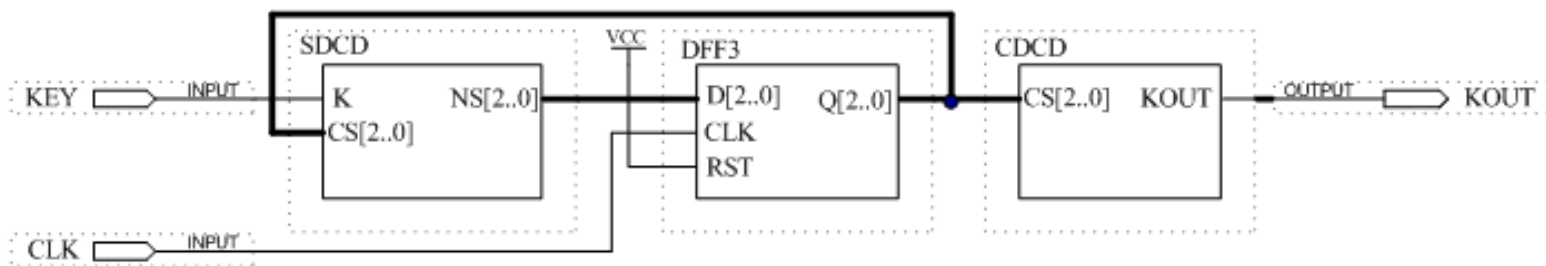 SDCD
VCC
DFF3
CDCD
KEY
INPUT
K
NS[2..0]
D[2..0]
Q[2..0]
CS[2..0]
KOUT
OUTPUT
KOUT
CS[2..0]
CLK
RST
CLK
INPUT